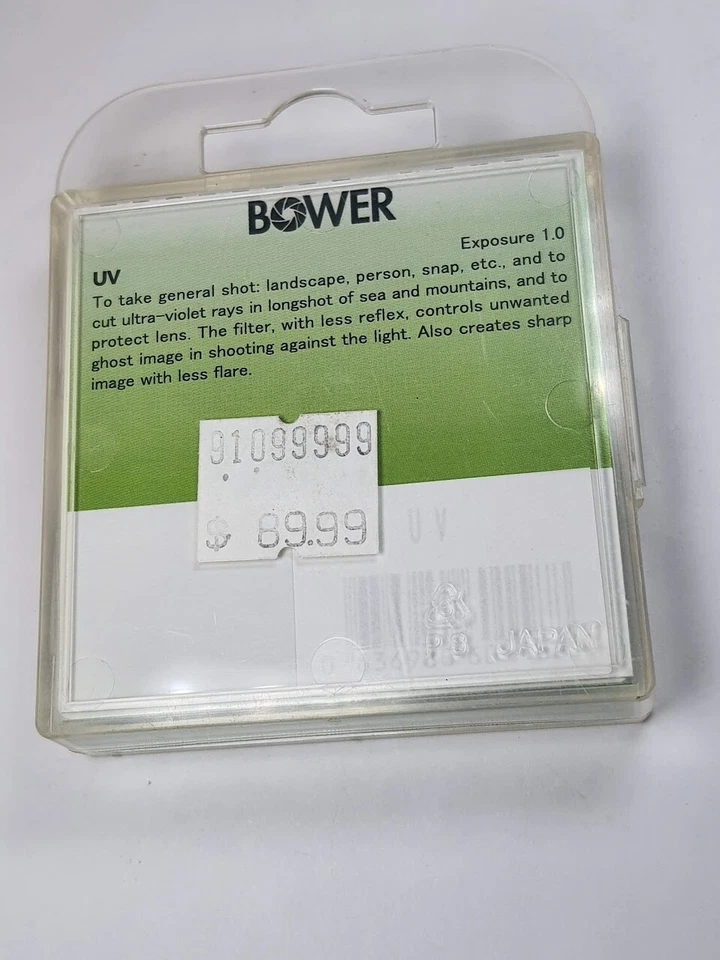 BOWER
Exposure 1.0
UV
To take general shot: landscape, person, snap, etc., and to
cut ultra-violet rays in longshot of sea and mountains, and to
protect lens. The filter, with less reflex, controls unwanted
ghost image in shooting against the light. Also creates sharp
image with less flare.
91099999
$ 89.99
UV
JAPAN